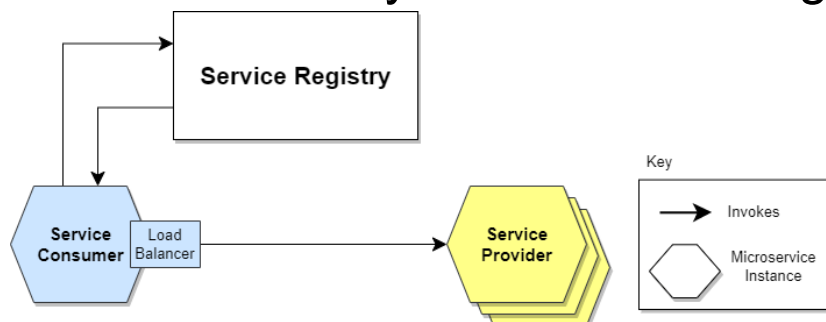 Service Registry
Service
Consumer
Load
Balancer
Service
Provider
Key
Invokes
Microservice
Instance